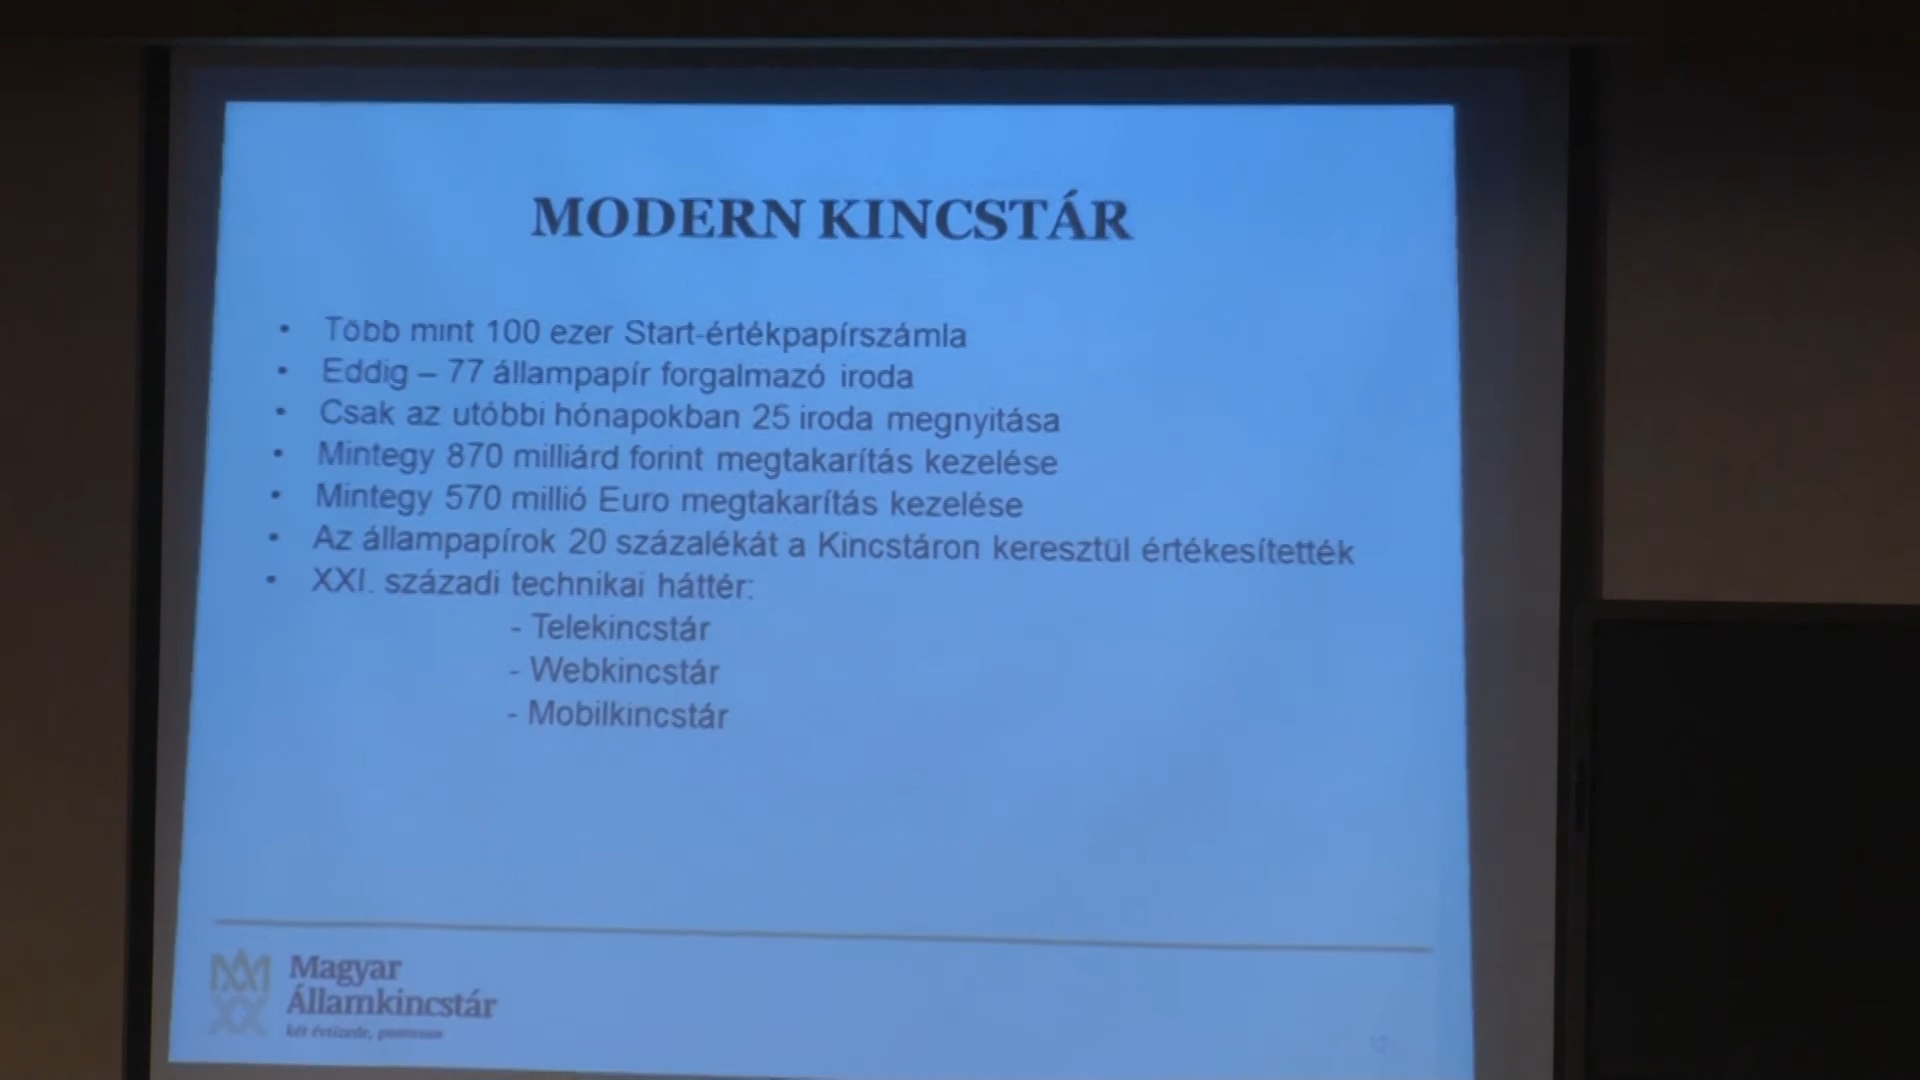 MODERN KINCSTÁR
• Több mint 100 ezer Start-értékpapírszámla
• Eddig – 77 állampapír forgalmazó iroda
• Csak az utóbbi hónapokban 25 iroda megnyitása
• Mintegy 870 milliárd forint megtakarítás kezelése
• Mintegy 570 millió Euro megtakarítás kezelése
• Az állampapírok 20 százalékát a Kincstáron keresztül értékesítették
• XXI. századi technikai háttér:
- Telekincstár
- Webkincstár
- Mobilkincstár
Magyar
Államkincstár
két évtizede, pontosan